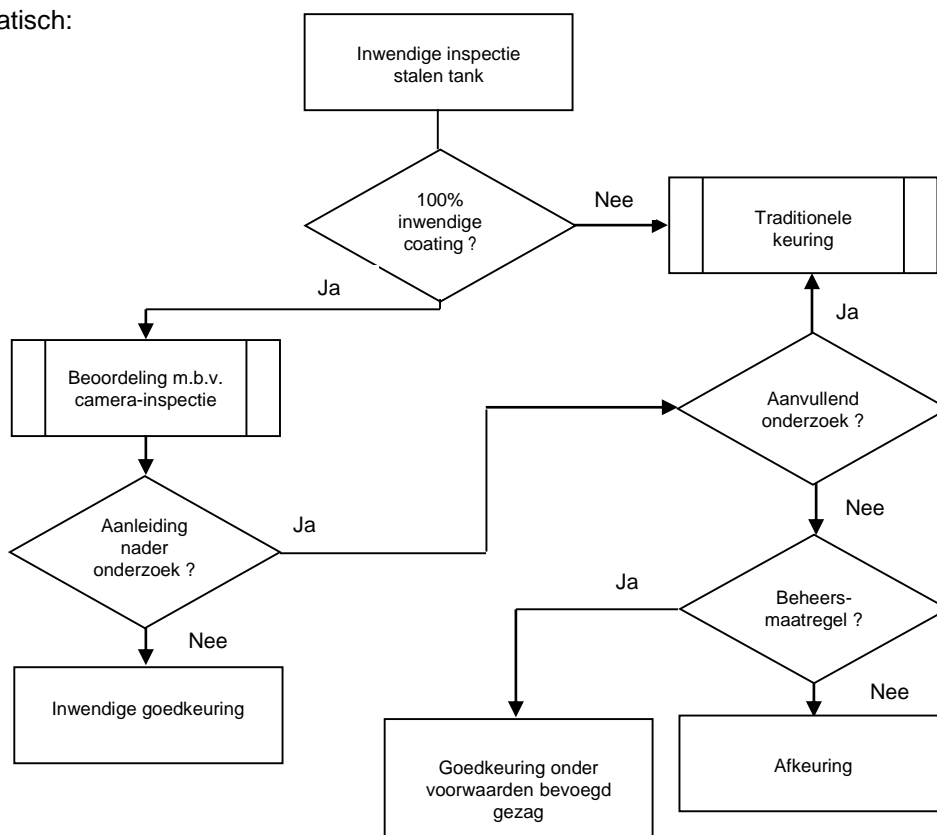 atisch:
Inwendige inspectie
stalen tank
100%
inwendige
coating ?
Nee
Traditionele
keuring
Ja
Ja
Beoordeling m.b.v.
camera-inspectie
Aanvullend
onderzoek ?
Aanleiding
nader
onderzoek ?
Ja
Nee
Ja
Beheers-
maatregel ?
Nee
Nee
Inwendige goedkeuring
Goedkeuring onder
voorwaarden bevoegd
gezag
Afkeuring